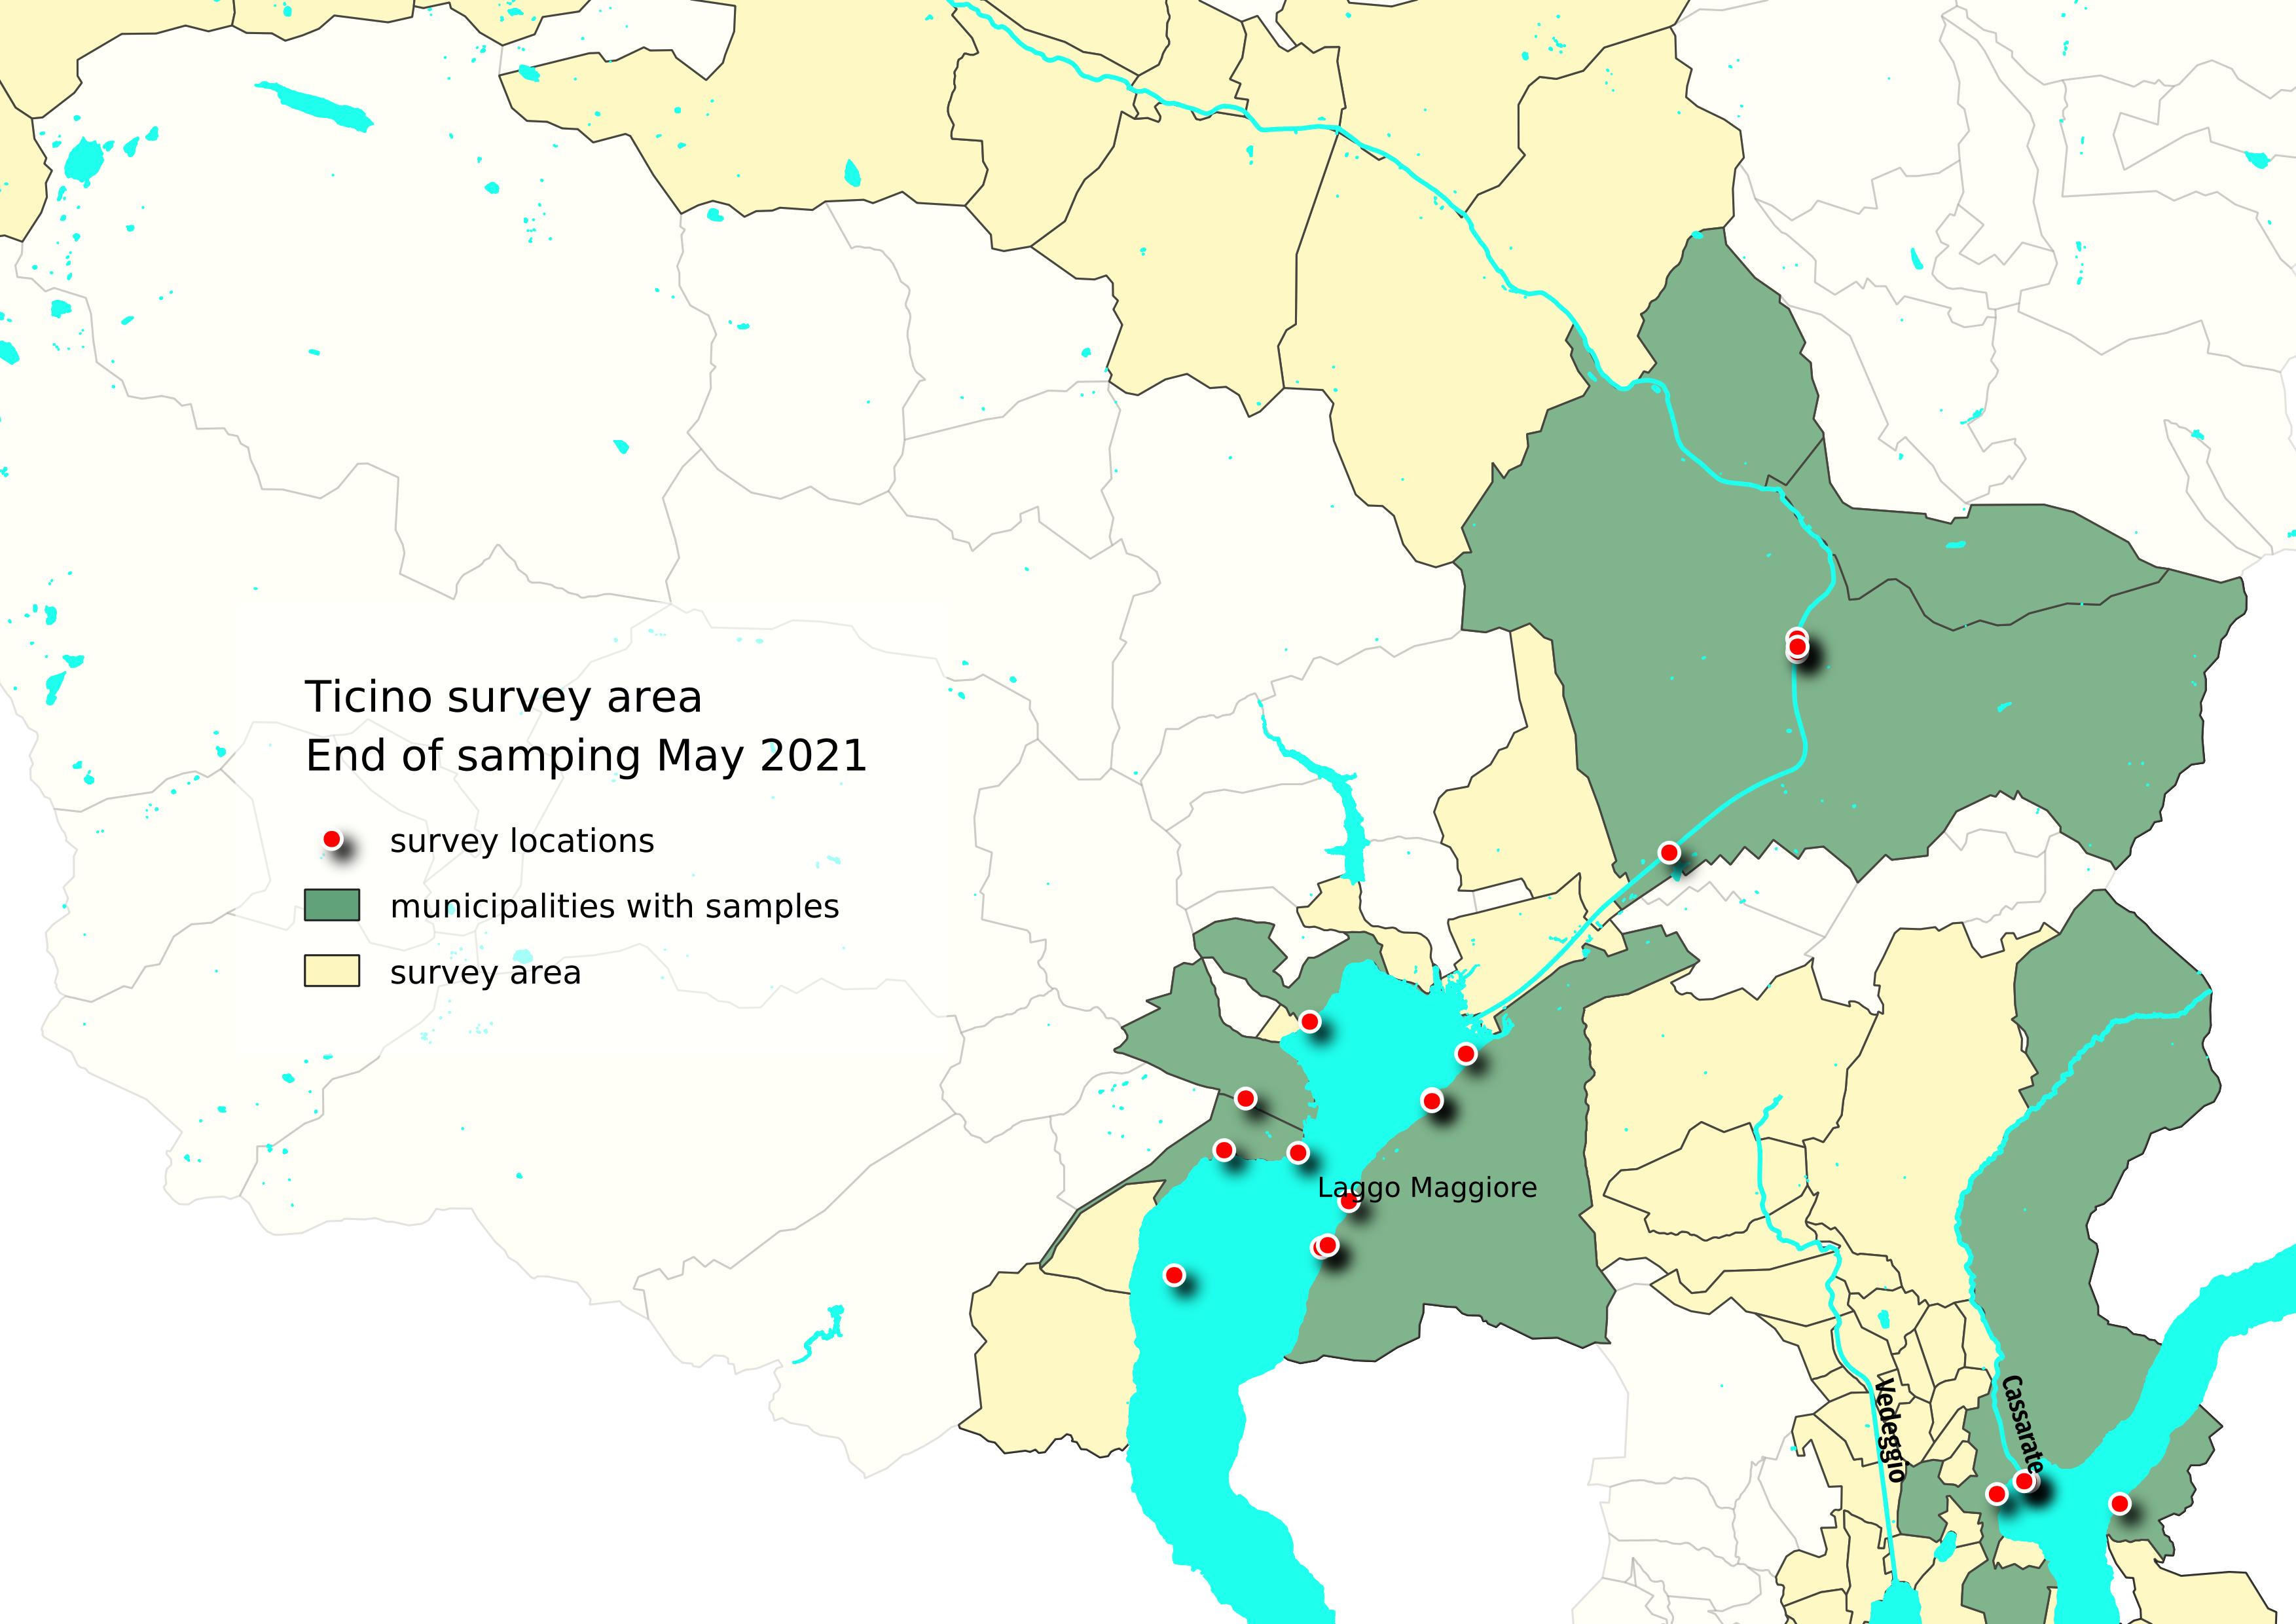 Ticino survey area
End of samping May 2021
survey locations
municipalities with samples
survey area
Laggo Maggiore
Vedeggio
Cassarate